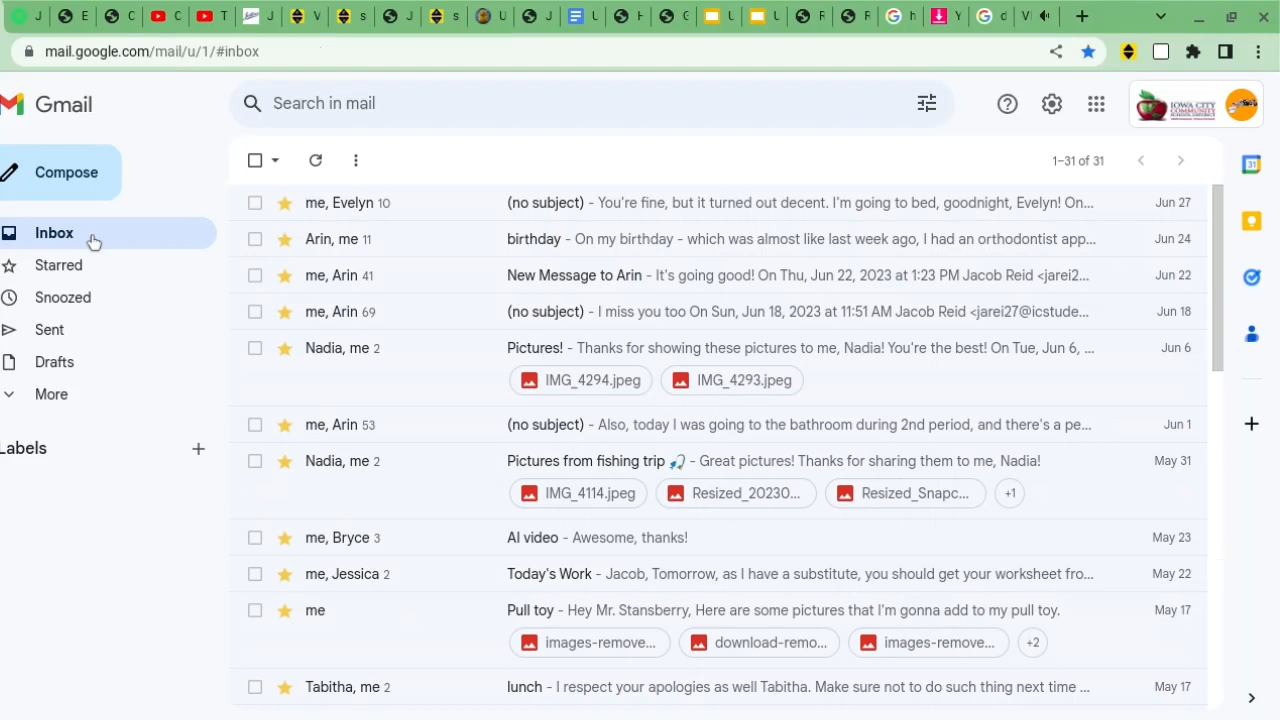 E C C T J V s J s U J U H G U U R R h Y d VI
mail.google.com/mail/u/1/#inbox
Gmail
Search in mail
IOWA CITY
COMMUNITY
SCHOOL DISTRICT
Compose
1–31 of 31
Inbox
Starred
Snoozed
Sent
Drafts
More
Labels
me, Evelyn 10 (no subject) - You're fine, but it turned out decent. I'm going to bed, goodnight, Evelyn! On... Jun 27
Arin, me 11 birthday - On my birthday - which was almost like last week ago, I had an orthodontist app... Jun 24
me, Arin 41 New Message to Arin - It's going good! On Thu, Jun 22, 2023 at 1:23 PM Jacob Reid <jarei2... Jun 22
me, Arin 69 (no subject) - I miss you too On Sun, Jun 18, 2023 at 11:51 AM Jacob Reid <jarei27@icstude... Jun 18
Nadia, me 2 Pictures! - Thanks for showing these pictures to me, Nadia! You're the best! On Tue, Jun 6, ... Jun 6
IMG_4294.jpeg IMG_4293.jpeg
me, Arin 53 (no subject) - Also, today I was going to the bathroom during 2nd period, and there's a pe... Jun 1
Nadia, me 2 Pictures from fishing trip 🎣 - Great pictures! Thanks for sharing them to me, Nadia! May 31
IMG_4114.jpeg Resized_20230... Resized_Snapc... +1
me, Bryce 3 AI video - Awesome, thanks! May 23
me, Jessica 2 Today's Work - Jacob, Tomorrow, as I have a substitute, you should get your worksheet fro... May 22
me Pull toy - Hey Mr. Stansberry, Here are some pictures that I'm gonna add to my pull toy. May 17
images-remove... download-remo... images-remove... +2
Tabitha, me 2 lunch - I respect your apologies as well Tabitha. Make sure not to do such thing next time ... May 17
31